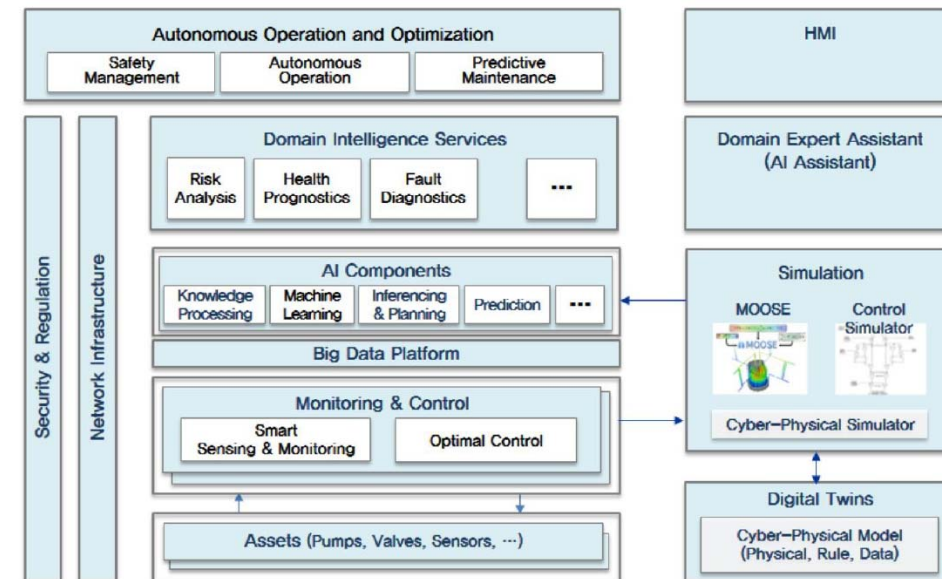 Autonomous Operation and Optimization
Safety
Management
Autonomous
Operation
Predictive
Maintenance
HMI
Security & Regulation
Network Infrastructure
Domain Intelligence Services
Risk
Analysis
Health
Prognostics
Fault
Diagnostics
...
Domain Expert Assistant
(AI Assistant)
AI Components
Knowledge
Processing
Machine
Learning
Inferencing
& Planning
Prediction
...
Big Data Platform
Simulation
MOOSE
Control
Simulator
MOOSE
Cyber-Physical Simulator
Monitoring & Control
Smart
Sensing & Monitoring
Optimal Control
Assets (Pumps, Valves, Sensors, ...)
Digital Twins
Cyber-Physical Model
(Physical, Rule, Data)